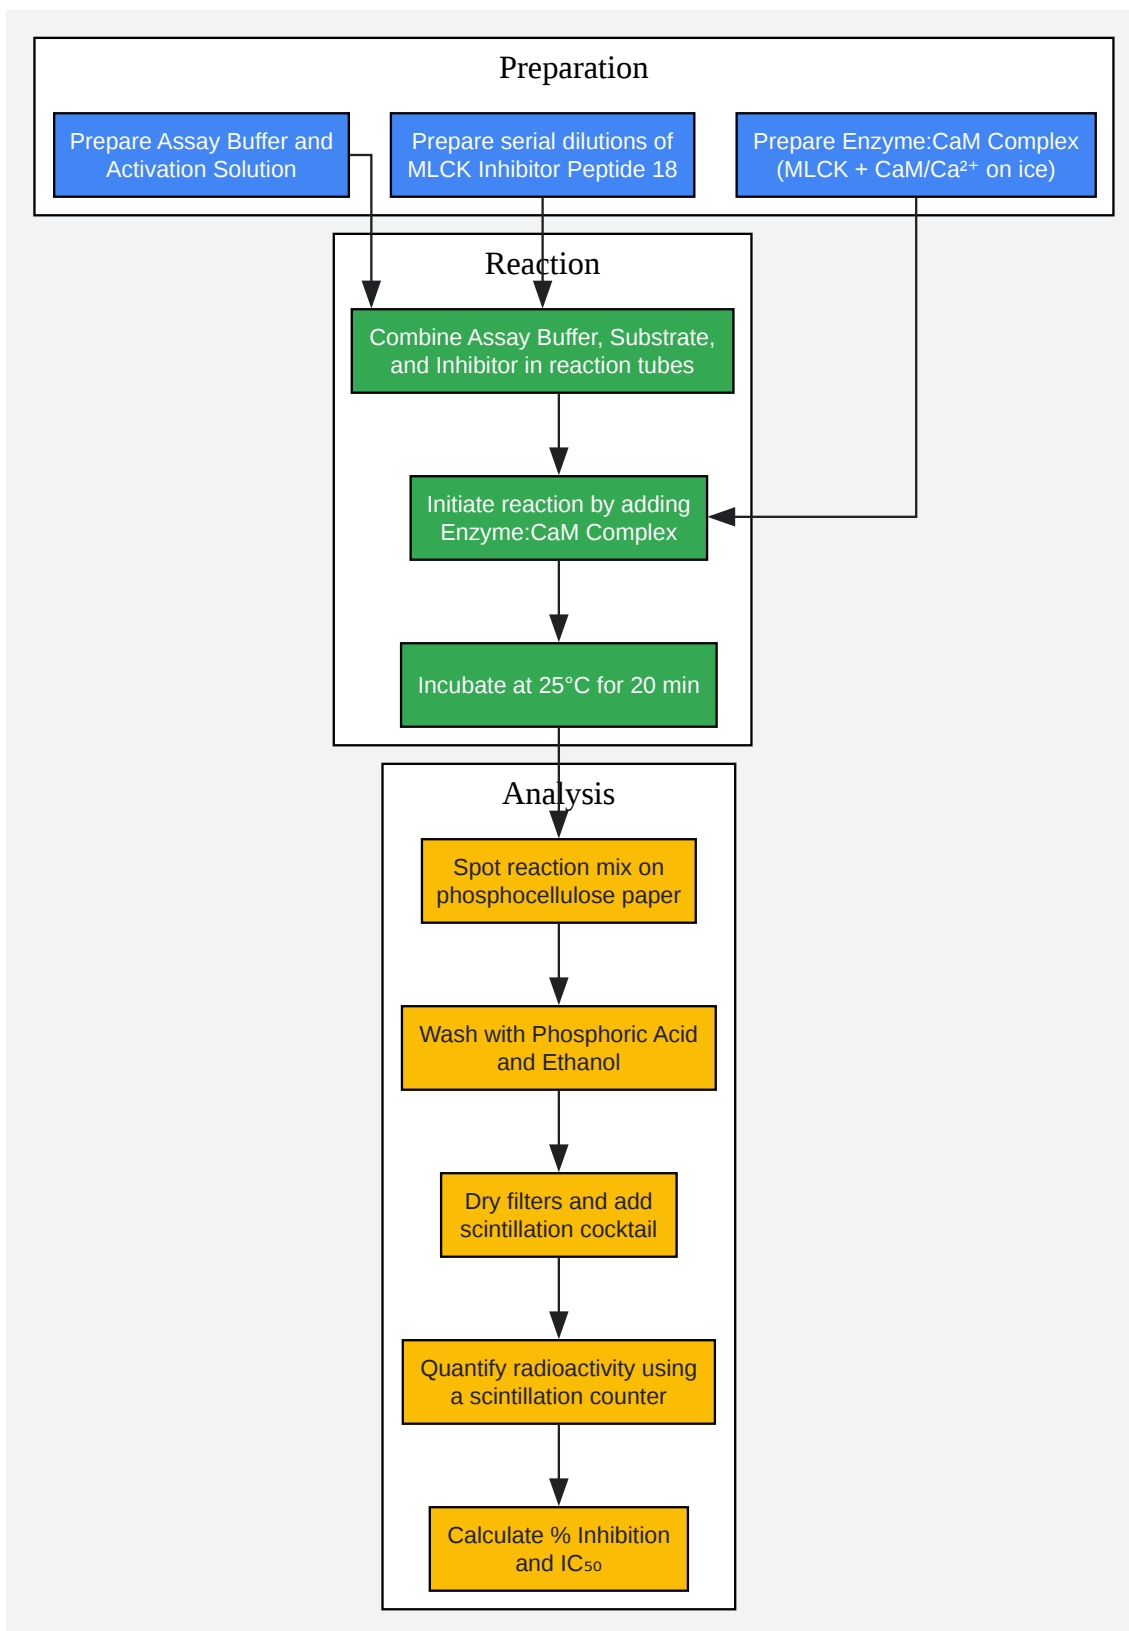 Preparation
Prepare Assay Buffer and
Activation Solution
Prepare serial dilutions of
MLCK Inhibitor Peptide 18
Prepare Enzyme:CaM Complex
(MLCK + CaM/Ca²⁺ on ice)
Reaction
Combine Assay Buffer, Substrate,
and Inhibitor in reaction tubes
Initiate reaction by adding
Enzyme:CaM Complex
Incubate at 25°C for 20 min
Analysis
Spot reaction mix on
phosphocellulose paper
Wash with Phosphoric Acid
and Ethanol
Dry filters and add
scintillation cocktail
Quantify radioactivity using
a scintillation counter
Calculate % Inhibition
and IC₅₀